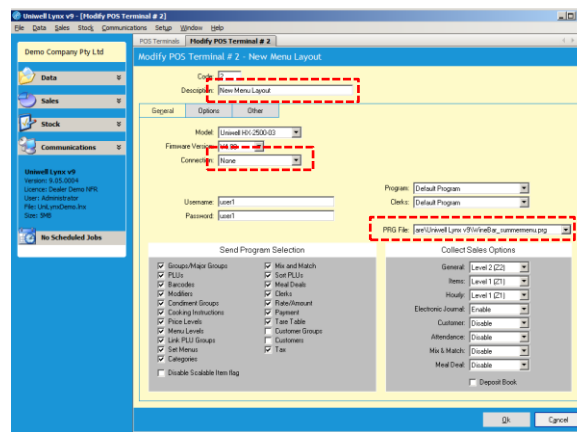 Uniwell Lynx v9 - [Modify POS Terminal # 2]
File Data Sales Stock Communications Setup Window Help
POS Terminals Modify POS Terminal # 2
Demo Company Pty Ltd
Modify POS Terminal # 2 - New Menu Layout
Data
Sales
Stock
Communications
Uniwell Lynx v9
Version: 9.05.0004
Licence: Dealer Demo NFR
User: Administrator
File: UniLynxDemo.lns
Size: 3MB
No Scheduled Jobs
Code: 2
Description: New Menu Layout
General Options Other
Model: Uniwell HX-2500-03
Firmware Version:
Connection: None
Program: Default Program
Username: user1
Clerks: Default Program
Password: user1
PRG File: are\Uniwell Lynx v9\WineBar_summermenu.prg
Send Program Selection
Groups/Major Groups
PLUs
Barcodes
Modifiers
Condiment Groups
Cooking Instructions
Price Levels
Menu Levels
Link PLU Groups
Set Menus
Categories
Mix and Match
Sort PLUs
Meal Deals
Clerks
Rate/Amount
Payment
Tare Table
Customer Groups
Customers
Tax
Disable Scalable Item flag
Collect Sales Options
General: Level 2 (Z2)
Items: Level 1 (Z1)
Hourly: Level 1 (Z1)
Electronic Journal: Enable
Customer: Disable
Attendance: Disable
Mix & Match: Disable
Meal Deal: Disable
Deposit Book
Ok Cancel